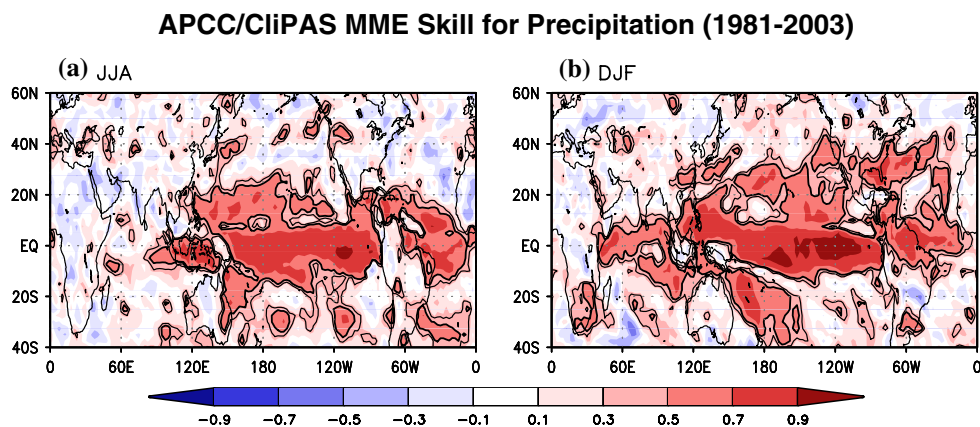 APCC/CliPAS MME Skill for Precipitation (1981-2003)
(a) JJA
(b) DJF
60N
40N
20N
EQ
20S
40S
0 60E 120E 180 120W 60W 0
60N
40N
20N
EQ
20S
40S
0 60E 120E 180 120W 60W 0
−0.9 −0.7 −0.5 −0.3 −0.1 0.1 0.3 0.5 0.7 0.9